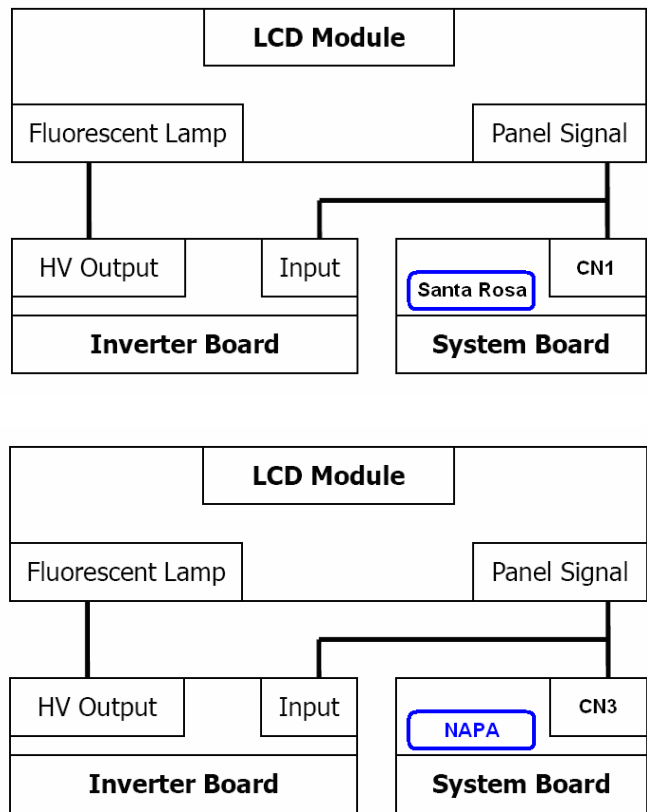 LCD Module
Fluorescent Lamp
Panel Signal
HV Output
Input
CN1
Santa Rosa
Inverter Board
System Board
LCD Module
Fluorescent Lamp
Panel Signal
HV Output
Input
CN3
NAPA
Inverter Board
System Board